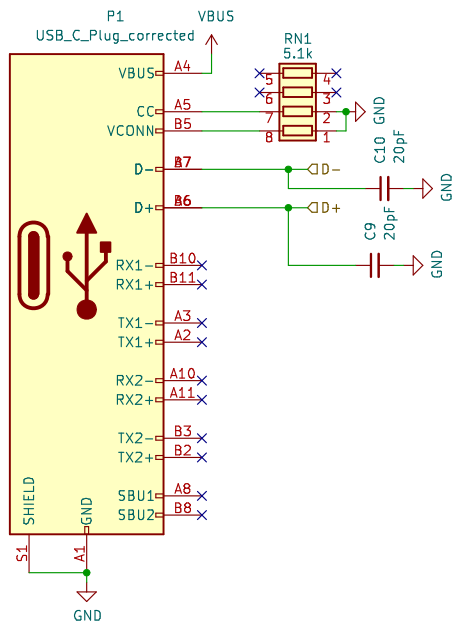 P1
USB_C_Plug_corrected
VBUS
RN1
5.1k
VBUS
A4
5
4
6
3
CC
A5
7
2
GND
VCONN
B5
8
1
D-
A7
D-
C10
20pF
GND
D+
A6
D+
C9
20pF
GND
RX1-
B10
RX1+
B11
TX1-
A3
TX1+
A2
RX2-
A10
RX2+
A11
TX2-
B3
TX2+
B2
SBU1
A8
SBU2
B8
SHIELD
GND
S1
A1
GND